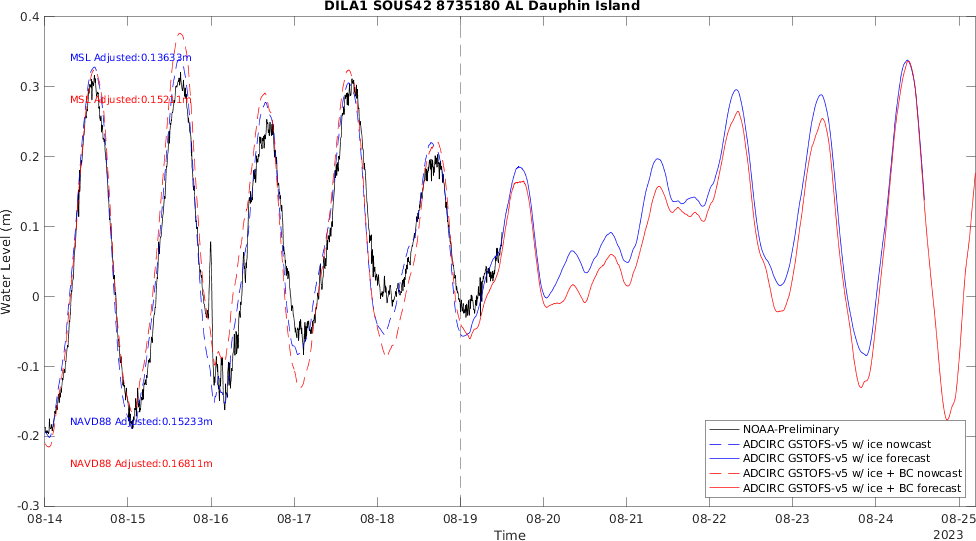 DILA1 SOUS42 8735180 AL Dauphin Island
Water Level (m)
0.4
0.3
0.2
0.1
0
-0.1
-0.2
-0.3
MSL Adjusted:0.13633m
MSL Adjusted:0.15211m
NAVD88 Adjusted:0.15233m
NAVD88 Adjusted:0.16811m
NOAA-Preliminary
ADCIRC GSTOFS-v5 w/ ice nowcast
ADCIRC GSTOFS-v5 w/ ice forecast
ADCIRC GSTOFS-v5 w/ ice + BC nowcast
ADCIRC GSTOFS-v5 w/ ice + BC forecast
08-14 08-15 08-16 08-17 08-18 08-19 08-20 08-21 08-22 08-23 08-24 08-25
Time
2023